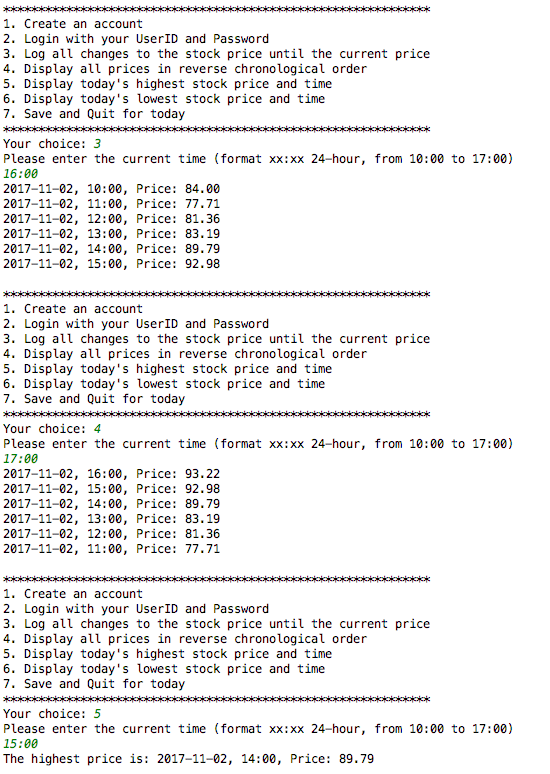 ************************************************************
1. Create an account
2. Login with your UserID and Password
3. Log all changes to the stock price until the current price
4. Display all prices in reverse chronological order
5. Display today's highest stock price and time
6. Display today's lowest stock price and time
7. Save and Quit for today
************************************************************
Your choice: 3
Please enter the current time (format xx:xx 24-hour, from 10:00 to 17:00)
16:00
2017-11-02, 10:00, Price: 84.00
2017-11-02, 11:00, Price: 77.71
2017-11-02, 12:00, Price: 81.36
2017-11-02, 13:00, Price: 83.19
2017-11-02, 14:00, Price: 89.79
2017-11-02, 15:00, Price: 92.98
************************************************************
1. Create an account
2. Login with your UserID and Password
3. Log all changes to the stock price until the current price
4. Display all prices in reverse chronological order
5. Display today's highest stock price and time
6. Display today's lowest stock price and time
7. Save and Quit for today
************************************************************
Your choice: 4
Please enter the current time (format xx:xx 24-hour, from 10:00 to 17:00)
17:00
2017-11-02, 16:00, Price: 93.22
2017-11-02, 15:00, Price: 92.98
2017-11-02, 14:00, Price: 89.79
2017-11-02, 13:00, Price: 83.19
2017-11-02, 12:00, Price: 81.36
2017-11-02, 11:00, Price: 77.71
************************************************************
1. Create an account
2. Login with your UserID and Password
3. Log all changes to the stock price until the current price
4. Display all prices in reverse chronological order
5. Display today's highest stock price and time
6. Display today's lowest stock price and time
7. Save and Quit for today
************************************************************
Your choice: 5
Please enter the current time (format xx:xx 24-hour, from 10:00 to 17:00)
15:00
The highest price is: 2017-11-02, 14:00, Price: 89.79